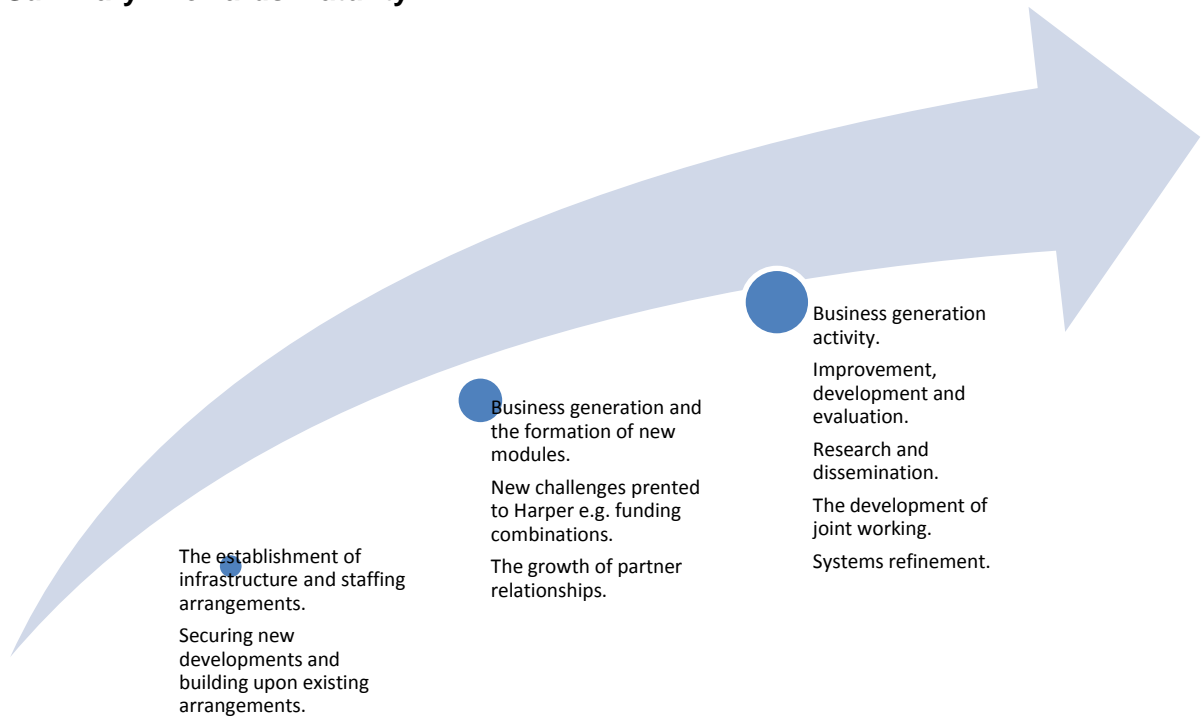 The establishment of
infrastructure and staffing
arrangements.
Securing new
developments and
building upon existing
arrangements.
Business generation and
the formation of new
modules.
New challenges prented
to Harper e.g. funding
combinations.
The growth of partner
relationships.
Business generation
activity.
Improvement,
development and
evaluation.
Research and
dissemination.
The development of
joint working.
Systems refinement.